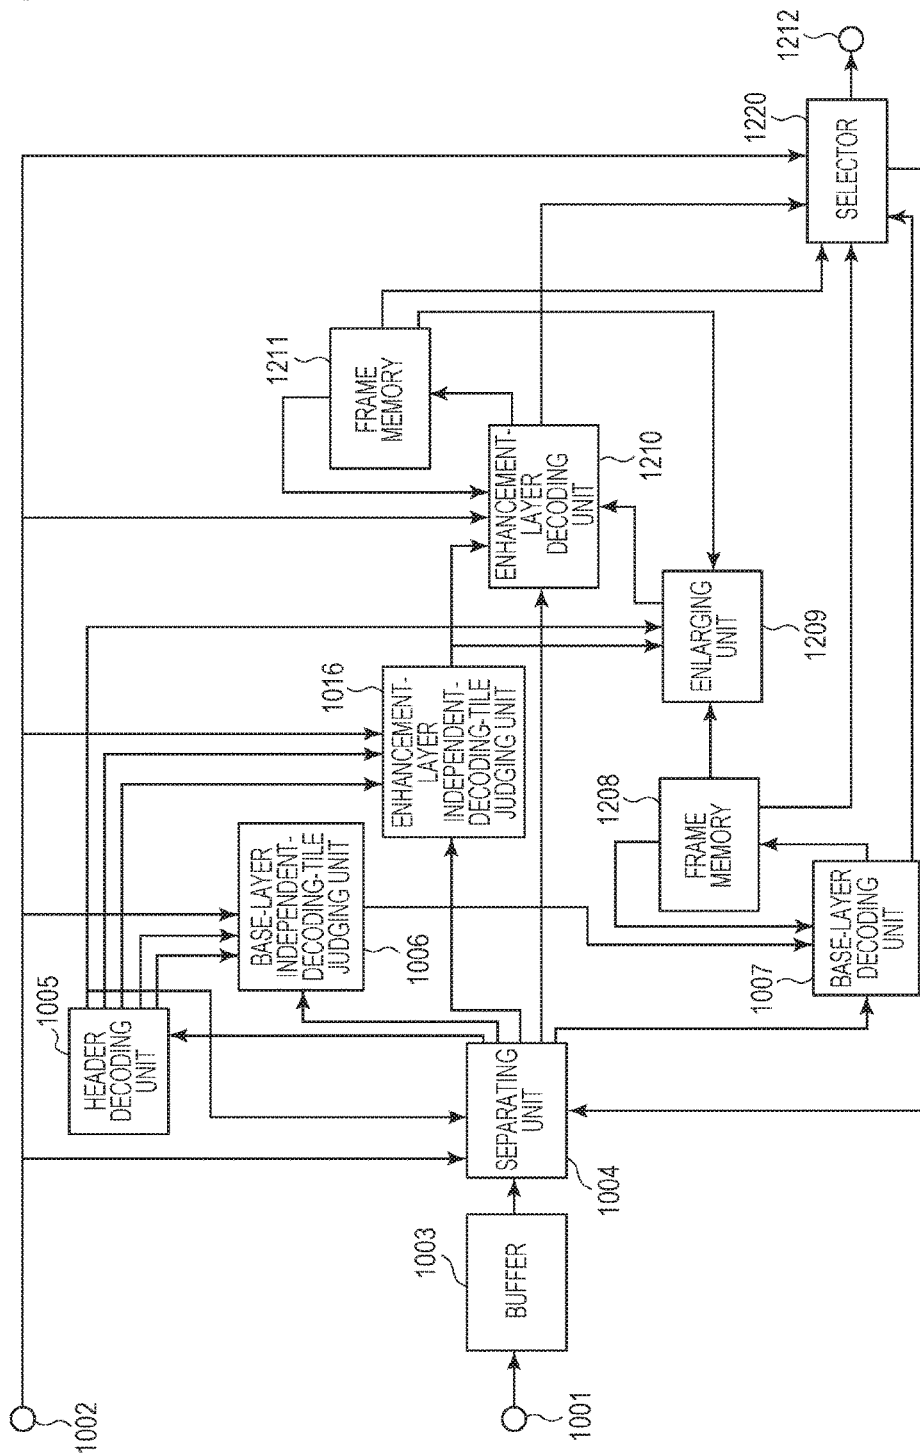 1002
1001
BUFFER
1003
SEPARATING
UNIT
1004
HEADER
DECODING
UNIT
1005
BASE-LAYER
INDEPENDENT-
DECODING-TILE
JUDGING UNIT
1006
ENHANCEMENT-
LAYER
INDEPENDENT-
DECODING-TILE
JUDGING UNIT
1016
BASE-LAYER
DECODING
UNIT
1007
FRAME
MEMORY
1208
ENLARGING
UNIT
1209
ENHANCEMENT-
LAYER
DECODING
UNIT
1210
FRAME
MEMORY
1211
SELECTOR
1220
1212